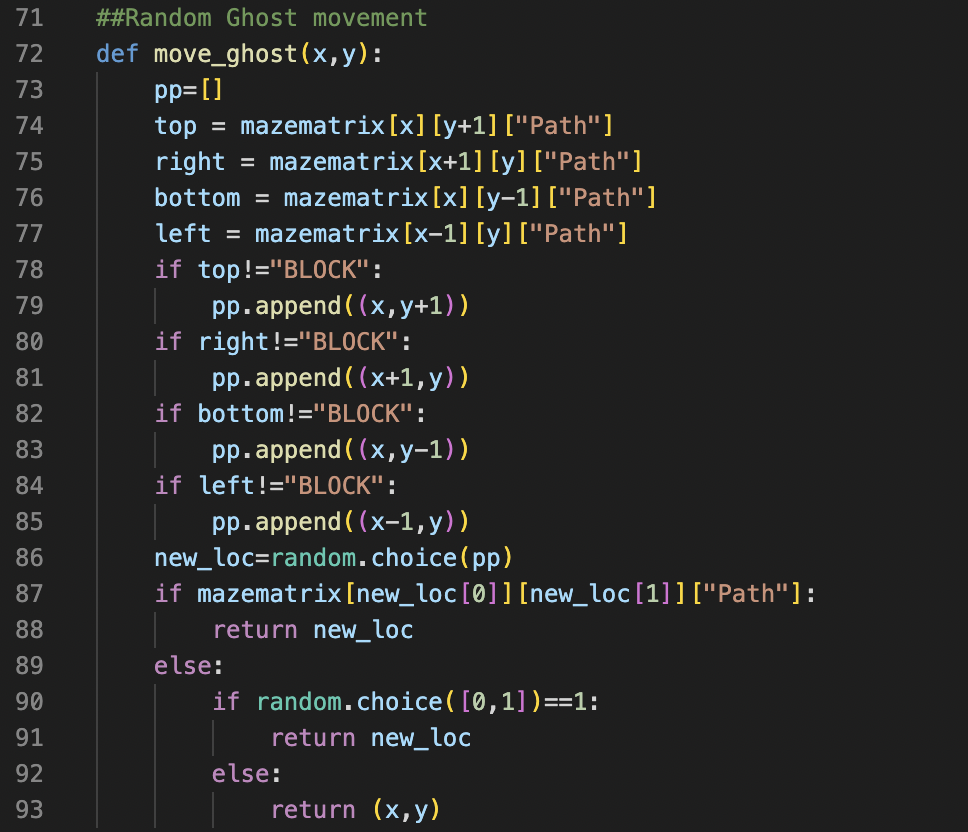 71 ##Random Ghost movement
72 def move_ghost(x,y):
73     pp=[]
74     top = mazematrix[x][y+1]["Path"]
75     right = mazematrix[x+1][y]["Path"]
76     bottom = mazematrix[x][y-1]["Path"]
77     left = mazematrix[x-1][y]["Path"]
78     if top!="BLOCK":
79         pp.append((x,y+1))
80     if right!="BLOCK":
81         pp.append((x+1,y))
82     if bottom!="BLOCK":
83         pp.append((x,y-1))
84     if left!="BLOCK":
85         pp.append((x-1,y))
86     new_loc=random.choice(pp)
87     if mazematrix[new_loc[0]][new_loc[1]]["Path"]:
88         return new_loc
89     else:
90         if random.choice([0,1])==1:
91             return new_loc
92         else:
93             return (x,y)